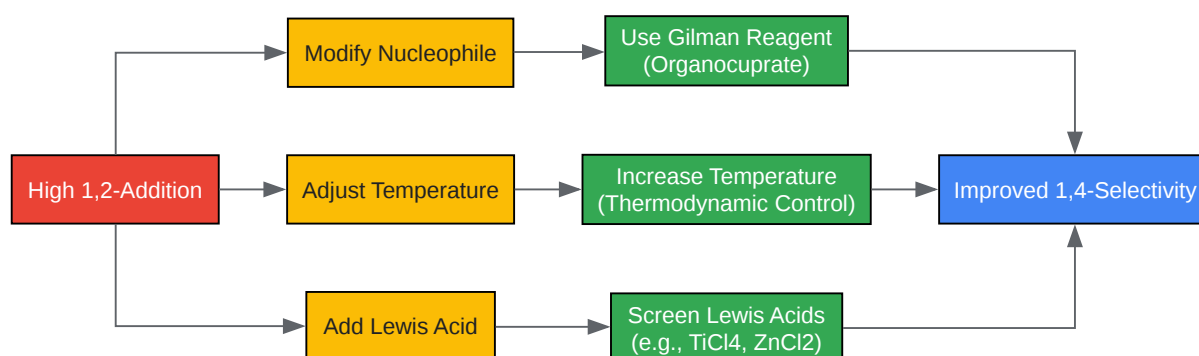 Modify Nucleophile
Use Gilman Reagent
(Organocuprate)
High 1,2-Addition
Adjust Temperature
Increase Temperature
(Thermodynamic Control)
Improved 1,4-Selectivity
Add Lewis Acid
Screen Lewis Acids
(e.g., TiCl4, ZnCl2)